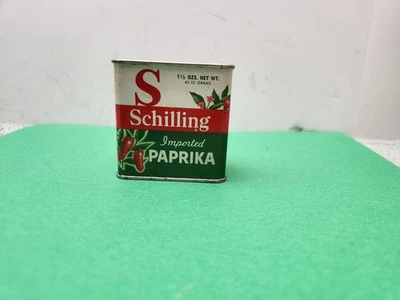 S
1½ OZS. NET WT.
Schilling
Imported
PAPRIKA